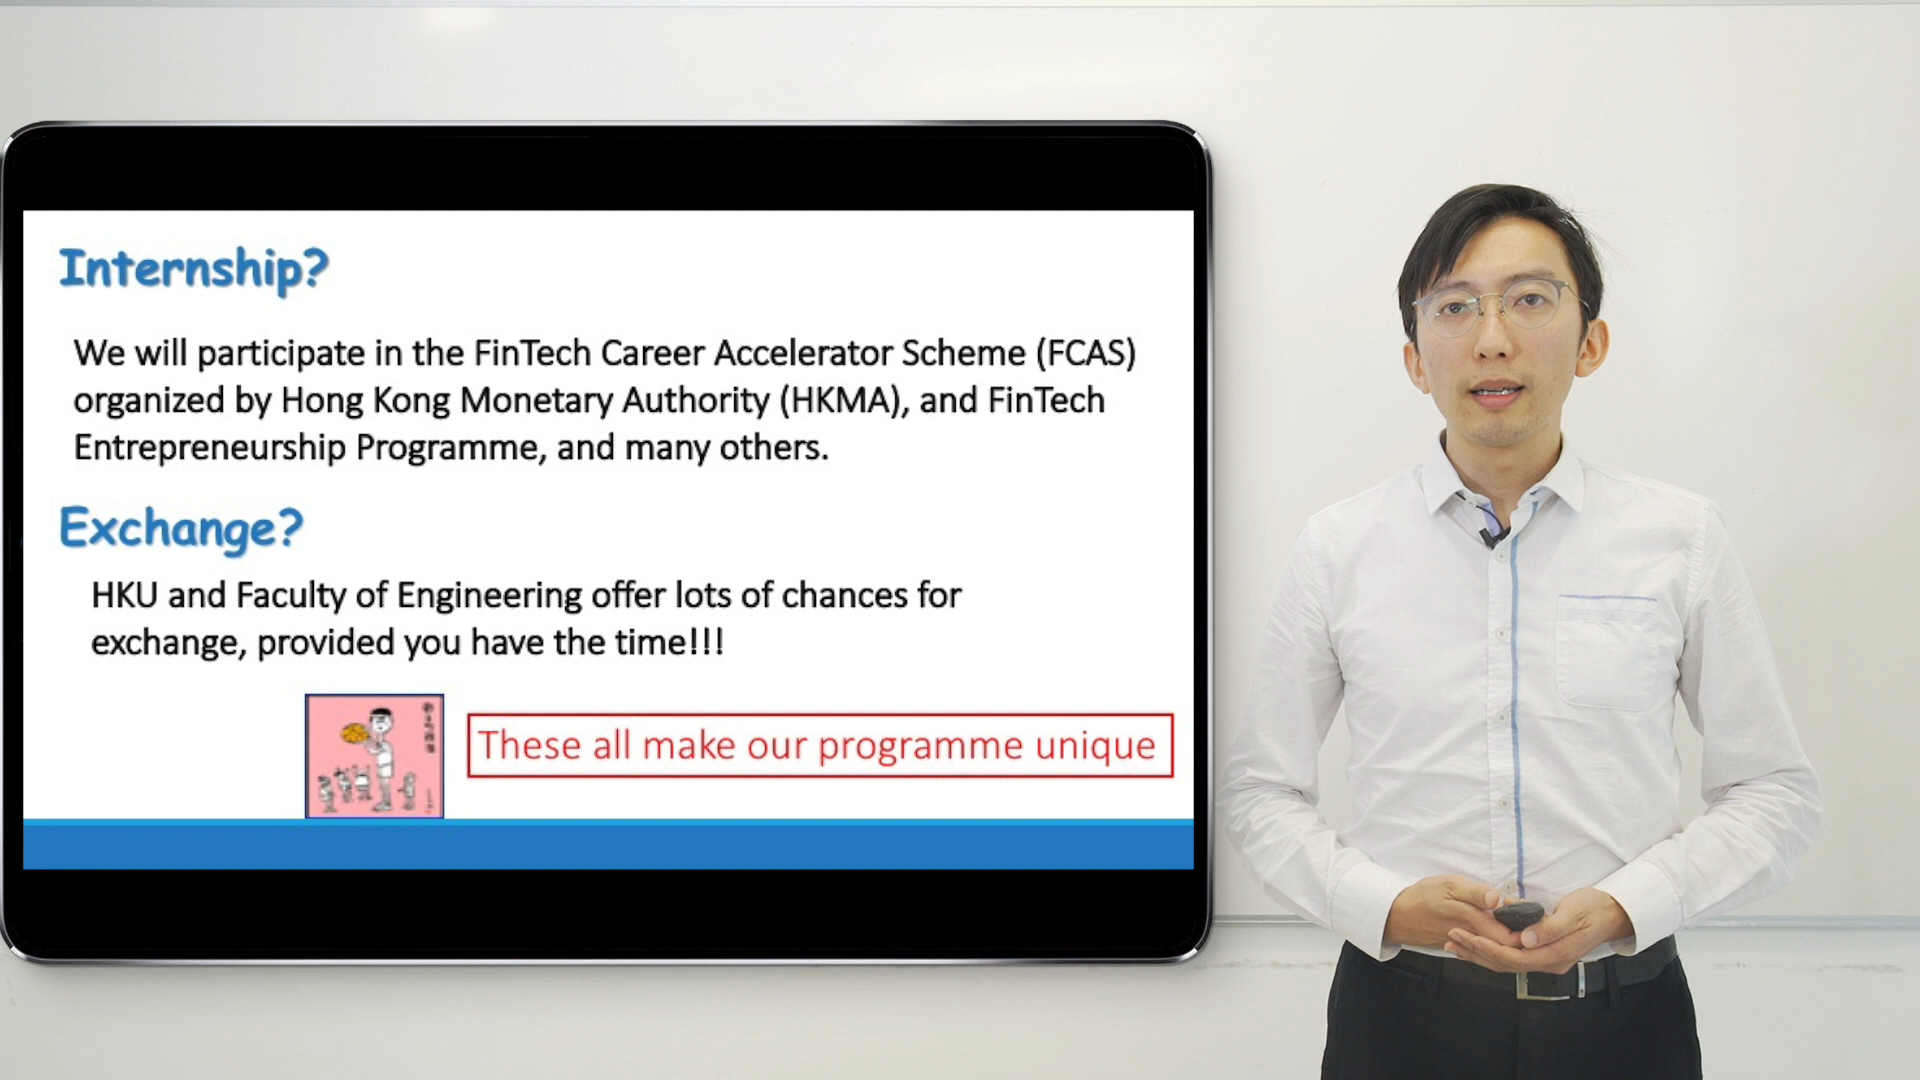 Internship?
We will participate in the FinTech Career Accelerator Scheme (FCAS)
organized by Hong Kong Monetary Authority (HKMA), and FinTech
Entrepreneurship Programme, and many others.
Exchange?
HKU and Faculty of Engineering offer lots of chances for
exchange, provided you have the time!!!
These all make our programme unique